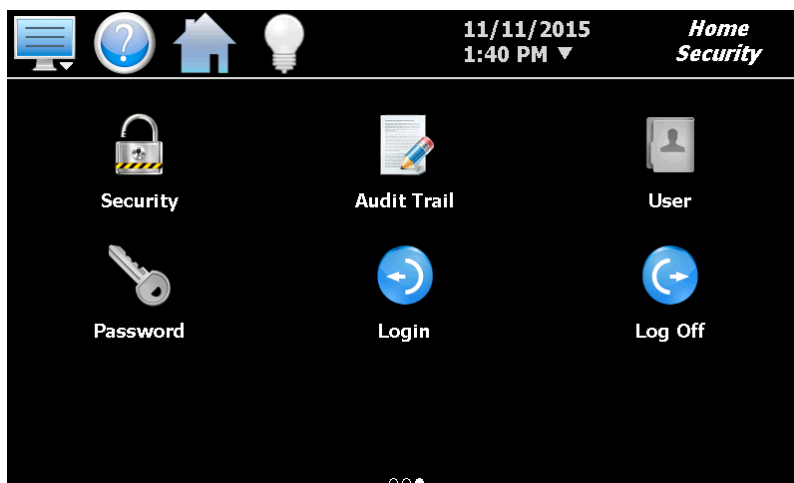 11/11/2015
1:40 PM ▼
Home
Security
?
Security
Audit Trail
User
Password
Login
Log Off